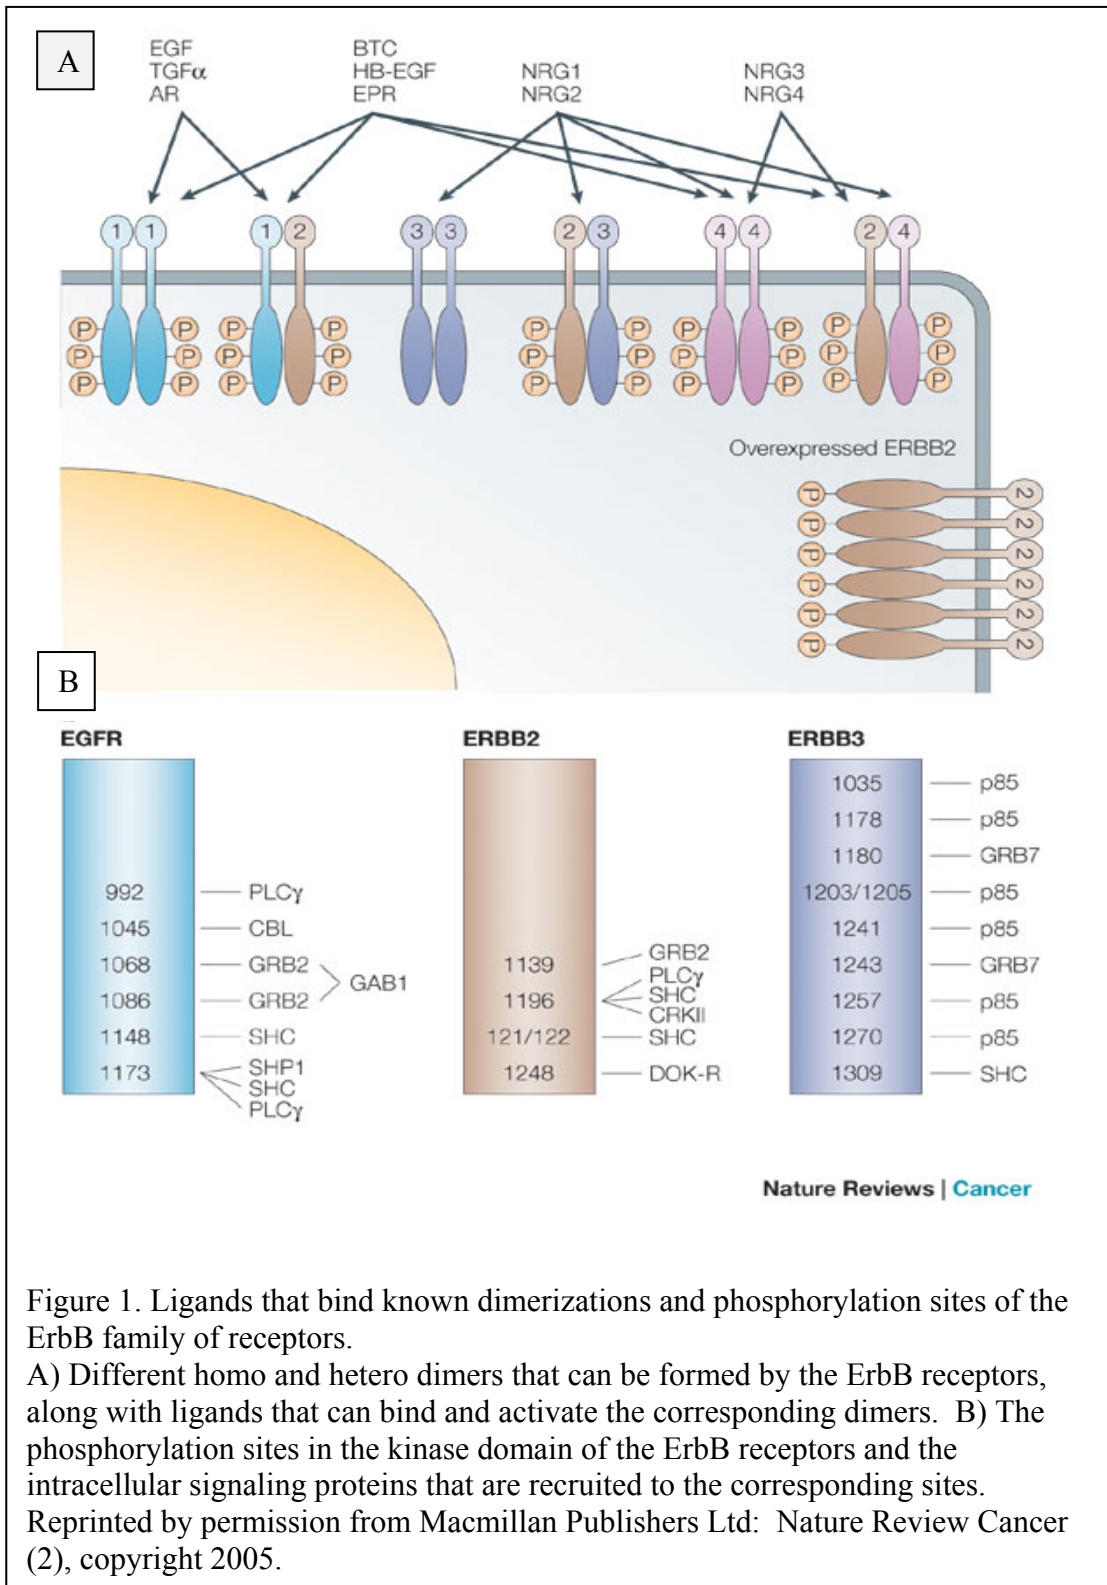 A
EGF
TGFα
AR
BTC
HB-EGF
EPR
NRG1
NRG2
NRG3
NRG4
1 1 1 2 3 3 2 3 4 4 2 4
P P P P P P P P P P
P P P P P P P P P P
P P P P P P P P P P
Overexpressed ERBB2
P 2
P 2
P 2
P 2
P 2
P 2
B
EGFR
992 PLCγ
1045 CBL
1068 GRB2
1086 GRB2
GAB1
1148 SHC
1173 SHP1
SHC
PLCγ
ERBB2
1139 GRB2
1196 PLCγ
SHC
CRKII
121/122 SHC
1248 DOK-R
ERBB3
1035 p85
1178 p85
1180 GRB7
1203/1205 p85
1241 p85
1243 GRB7
1257 p85
1270 p85
1309 SHC
Nature Reviews | Cancer
Figure 1. Ligands that bind known dimerizations and phosphorylation sites of the
ErbB family of receptors.
A) Different homo and hetero dimers that can be formed by the ErbB receptors,
along with ligands that can bind and activate the corresponding dimers.  B) The
phosphorylation sites in the kinase domain of the ErbB receptors and the
intracellular signaling proteins that are recruited to the corresponding sites.
Reprinted by permission from Macmillan Publishers Ltd:  Nature Review Cancer
(2), copyright 2005.